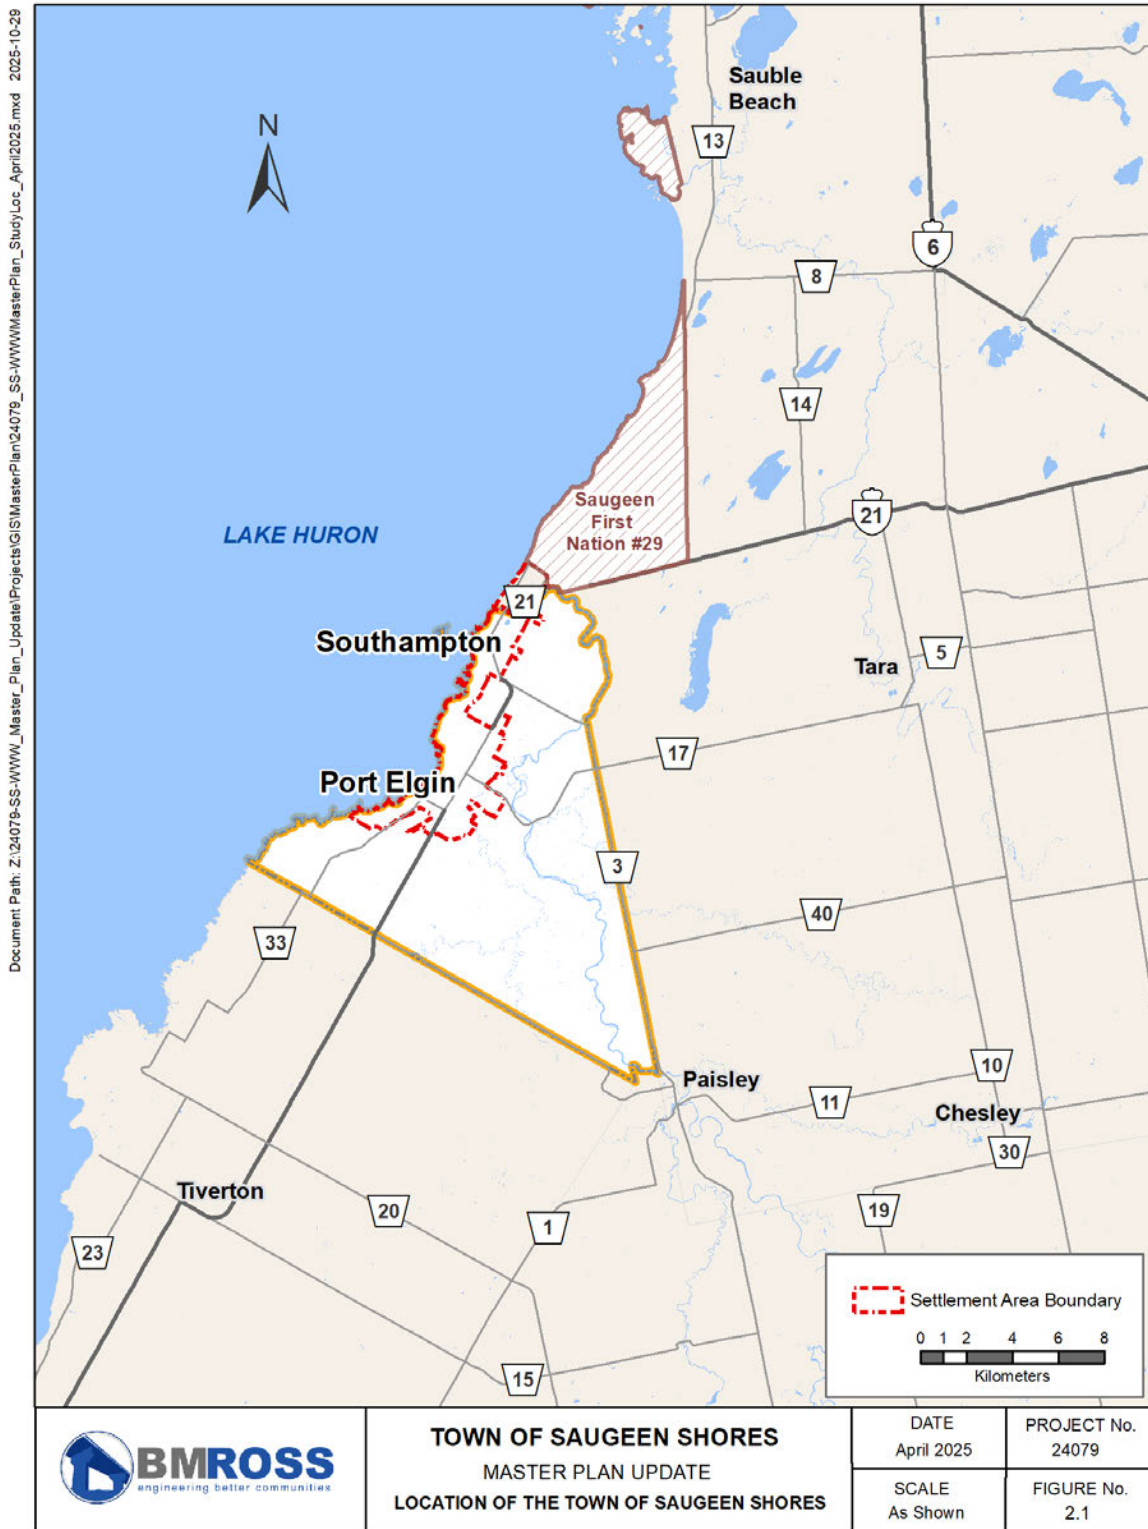 Document Path: Z:\24079-SS-WWW_Master_Plan_Update\Projects\GIS\MasterPlan\24079_SS-WWWMasterPlan_StudyLoc_April2025.mxd 2025-10-29
N
Sauble
Beach
13
6
8
14
21
Saugeen
First
Nation #29
LAKE HURON
21
Southampton
5
Tara
17
Port Elgin
3
40
33
Paisley
10
11
Chesley
30
Tiverton
20
19
1
23
15
Settlement Area Boundary
0 1 2 4 6 8
Kilometers
BMROSS
engineering better communities
TOWN OF SAUGEEN SHORES
MASTER PLAN UPDATE
LOCATION OF THE TOWN OF SAUGEEN SHORES
DATE
April 2025
PROJECT No.
24079
SCALE
As Shown
FIGURE No.
2.1